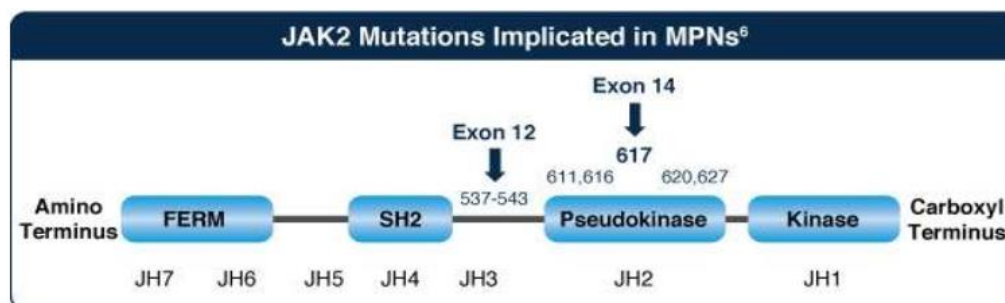 JAK2 Mutations Implicated in MPNs⁶
Exon 14
Exon 12
617
611,616 620,627
537-543
Amino Terminus
FERM
SH2
Pseudokinase
Kinase
Carboxyl Terminus
JH7 JH6 JH5 JH4 JH3 JH2 JH1